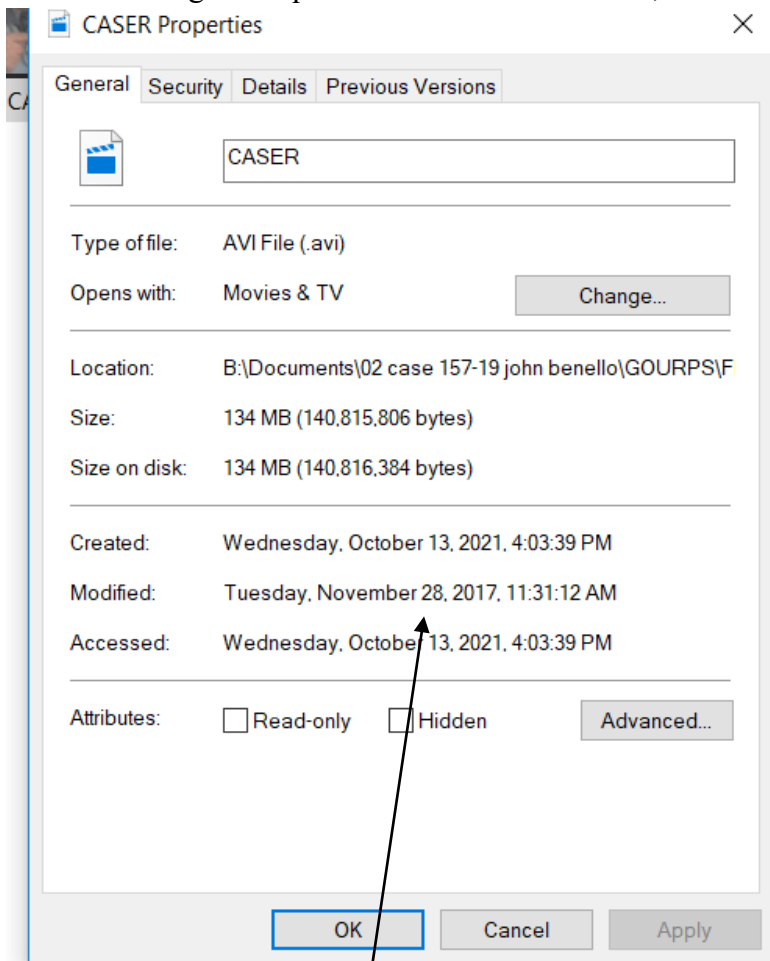 CASER Properties
General Security Details Previous Versions
CASER
Type of file: AVI File (.avi)
Opens with: Movies & TV Change...
Location: B:\Documents\02 case 157-19 john benello\GOURPS\F
Size: 134 MB (140,815,806 bytes)
Size on disk: 134 MB (140,816,384 bytes)
Created: Wednesday, October 13, 2021, 4:03:39 PM
Modified: Tuesday, November 28, 2017, 11:31:12 AM
Accessed: Wednesday, October 13, 2021, 4:03:39 PM
Attributes: Read-only Hidden Advanced...
OK Cancel Apply